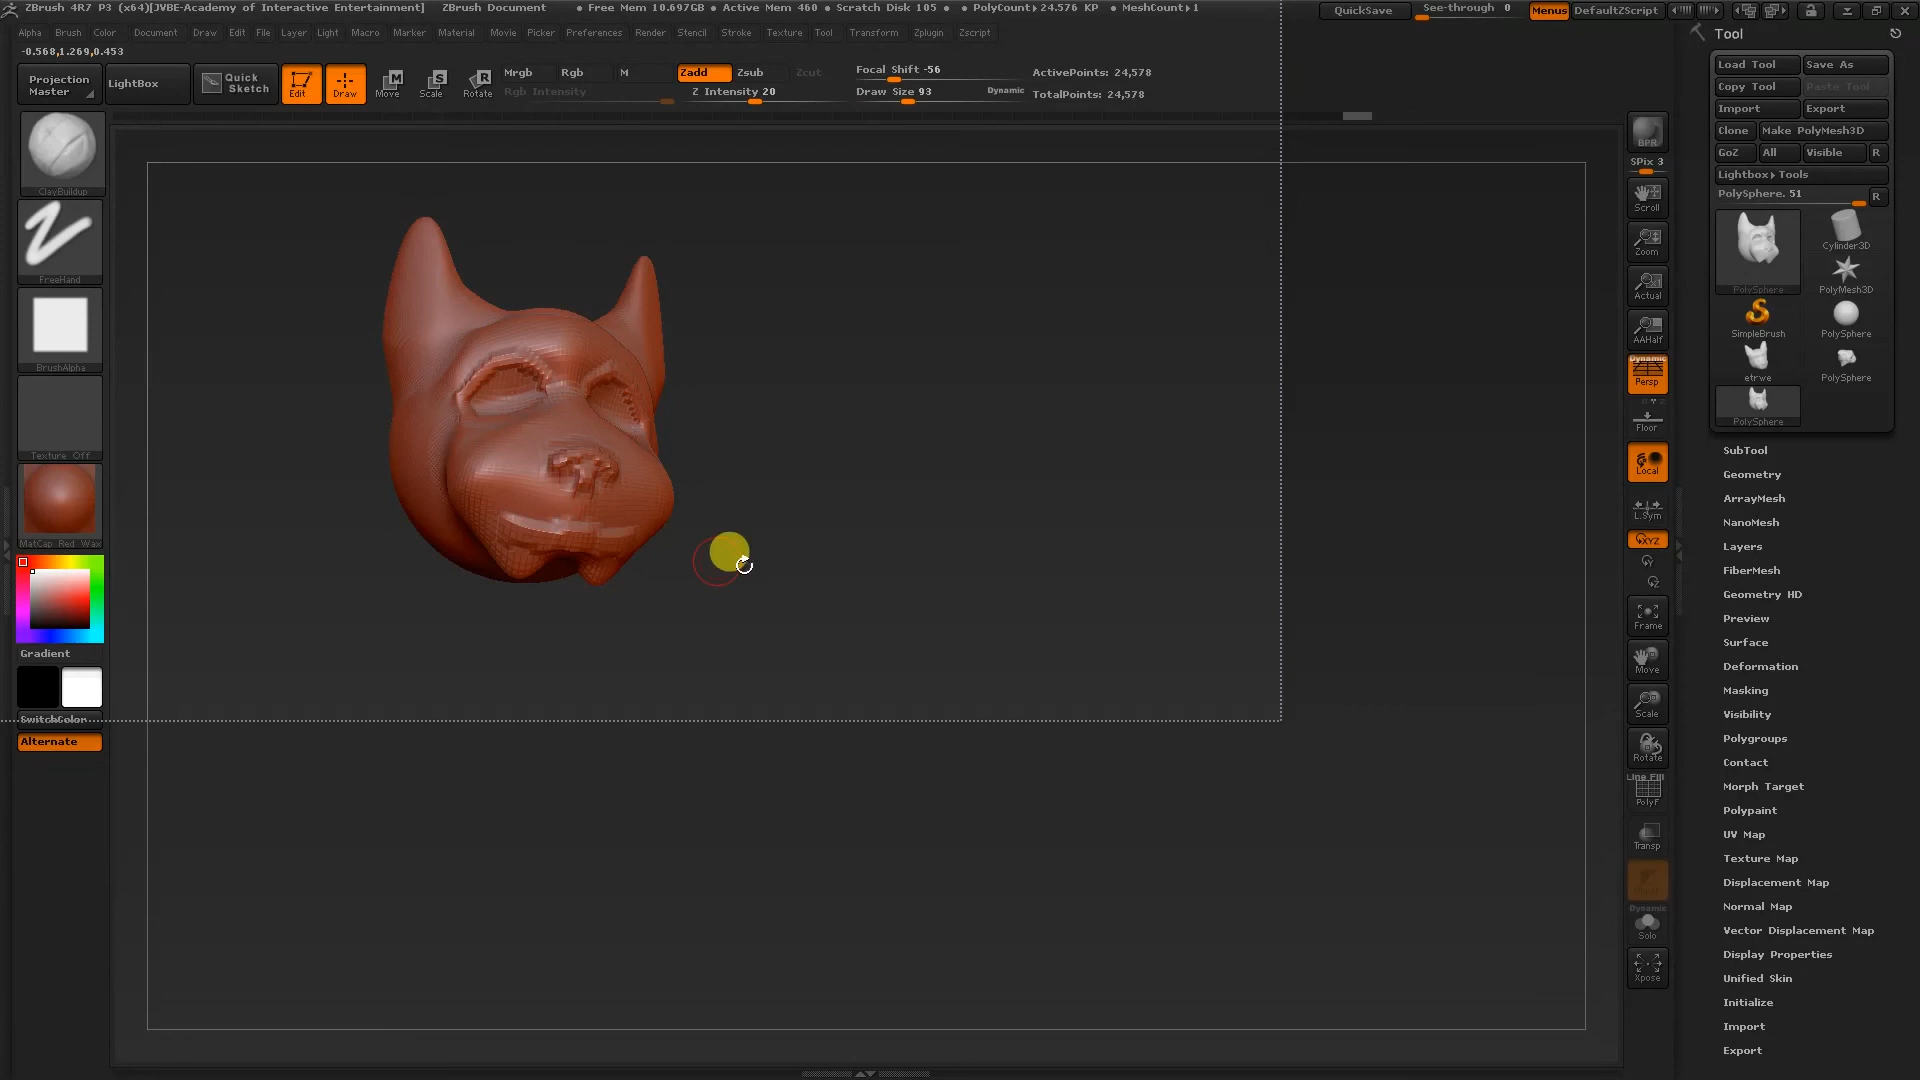 ZBrush 4R7 P3 (x64)[JVBE-Academy of Interactive Entertainment] ZBrush Document • Free Mem 10.697GB • Active Mem 460 • Scratch Disk 105 • • PolyCount▸24.576 KP • MeshCount▸1 QuickSave See-through 0 Menus DefaultZScript
Alpha Brush Color Document Draw Edit File Layer Light Macro Marker Material Movie Picker Preferences Render Stencil Stroke Texture Tool Transform Zplugin Zscript
-0.568,1.269,0.453
Projection Master
LightBox
Quick Sketch
Edit
Draw
M
Move
S
Scale
R
Rotate
Mrgb Rgb M
Rgb Intensity
Zadd Zsub Zcut
Z Intensity 20
Focal Shift -56
Draw Size 93 Dynamic
ActivePoints: 24,578
TotalPoints: 24,578
ClayBuildup
FreeHand
BrushAlpha
Texture Off
MatCap Red Wax
Gradient
SwitchColor
Alternate
BPR
SPix 3
Scroll
Zoom
Actual
AAHalf
Dynamic
Persp
Floor
Local
L.Sym
XYZ
Y
Z
Frame
Move
Scale
Rotate
Line Fill
PolyF
Transp
Dynamic
Solo
Xpose
Tool
Load Tool Save As
Copy Tool Paste Tool
Import Export
Clone Make PolyMesh3D
GoZ All Visible R
Lightbox▸Tools
PolySphere. 51 R
PolySphere
Cylinder3D
PolyMesh3D
SimpleBrush PolySphere
etrwe PolySphere
PolySphere
SubTool
Geometry
ArrayMesh
NanoMesh
Layers
FiberMesh
Geometry HD
Preview
Surface
Deformation
Masking
Visibility
Polygroups
Contact
Morph Target
Polypaint
UV Map
Texture Map
Displacement Map
Normal Map
Vector Displacement Map
Display Properties
Unified Skin
Initialize
Import
Export